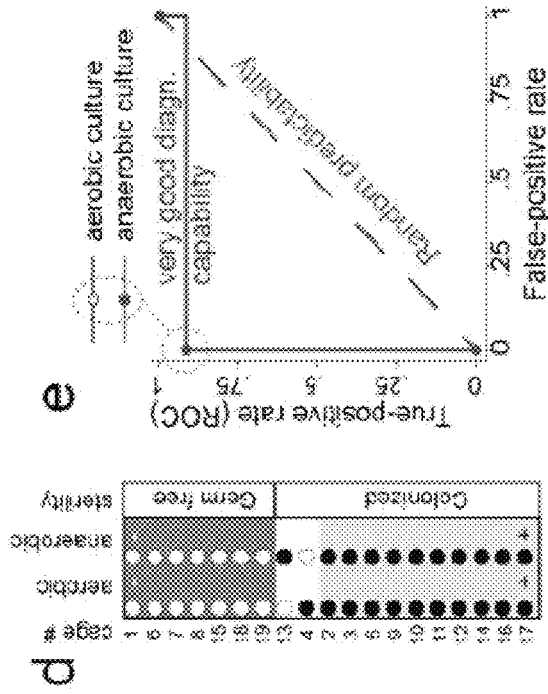 e
aerobic culture
anaerobic culture
very good diagn.
capability
Random predictability
True-positive rate (ROC)
1
.75
.5
.25
0
0
.25
.5
.75
1
False-positive rate
d
cage #
aerobic
anaerobic
sterility
1
7
8
15
18
19
13
4
2
3
9
10
11
12
14
16
17
-
-
+
+
Germ free
Colonized